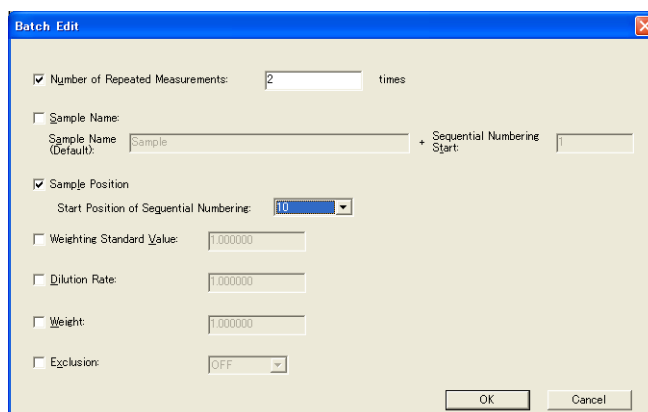 Batch Edit
Number of Repeated Measurements: 2 times
Sample Name:
Sample Name (Default): Sample + Sequential Numbering Start: 1
Sample Position
Start Position of Sequential Numbering: 10
Weighting Standard Value: 1.000000
Dilution Rate: 1.000000
Weight: 1.000000
Exclusion: OFF
OK Cancel